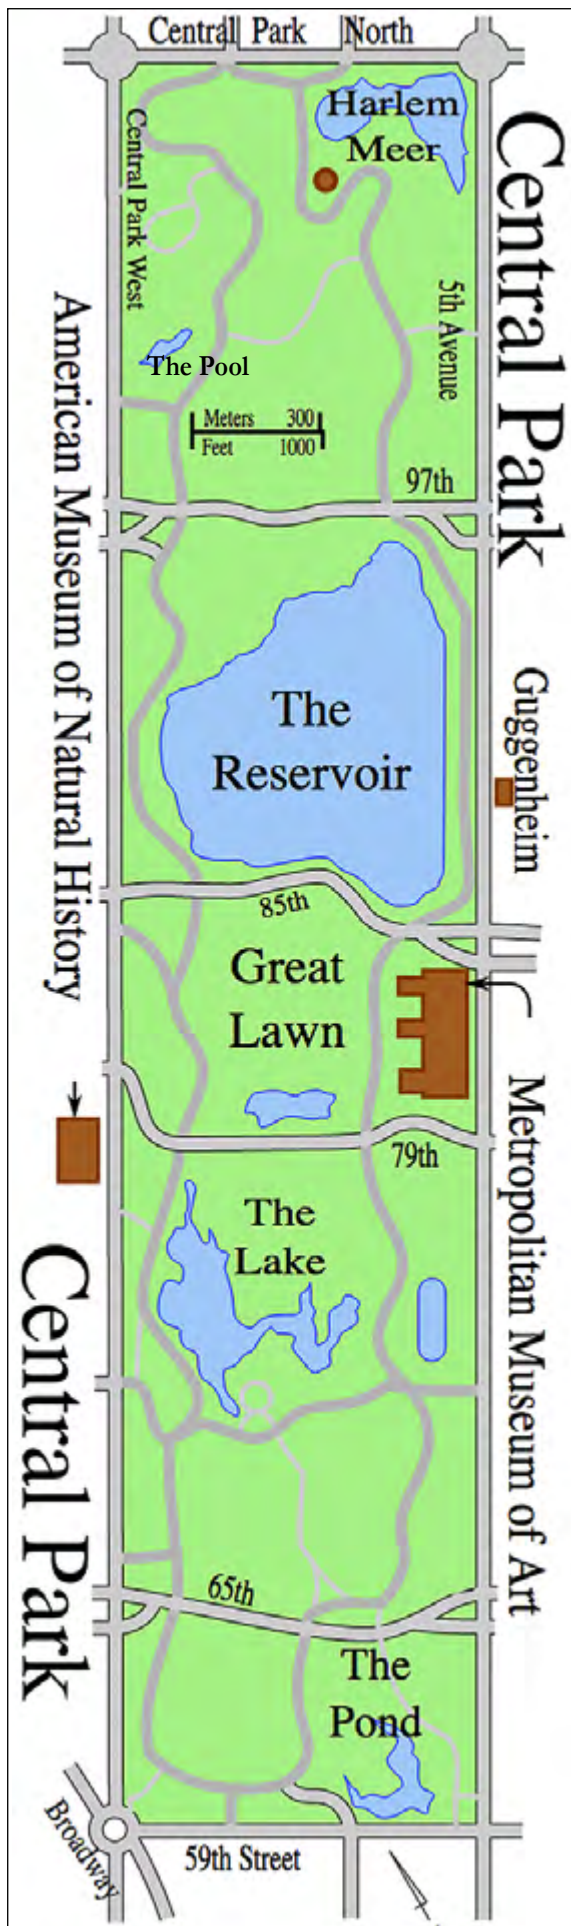 Central Park North
Harlem
Meer
Central Park
Central Park West
5th Avenue
American Museum of Natural History
The Pool
Meters 300
Feet 1000
97th
Guggenheim
The
Reservoir
85th
Great
Lawn
Metropolitan Museum of Art
79th
The
Lake
Central Park
65th
The
Pond
Broadway
59th Street